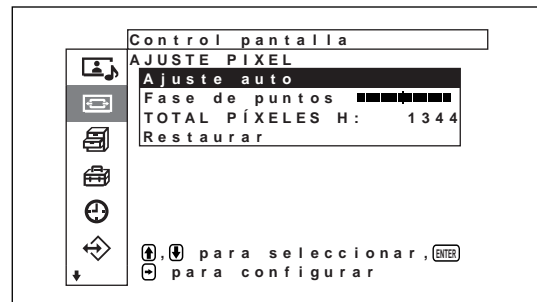 Control pantalla
AJUSTE PIXEL
Ajuste auto
Fase de puntos
TOTAL PÍXELES H: 1344
Restaurar
, para seleccionar, ENTER
para configurar